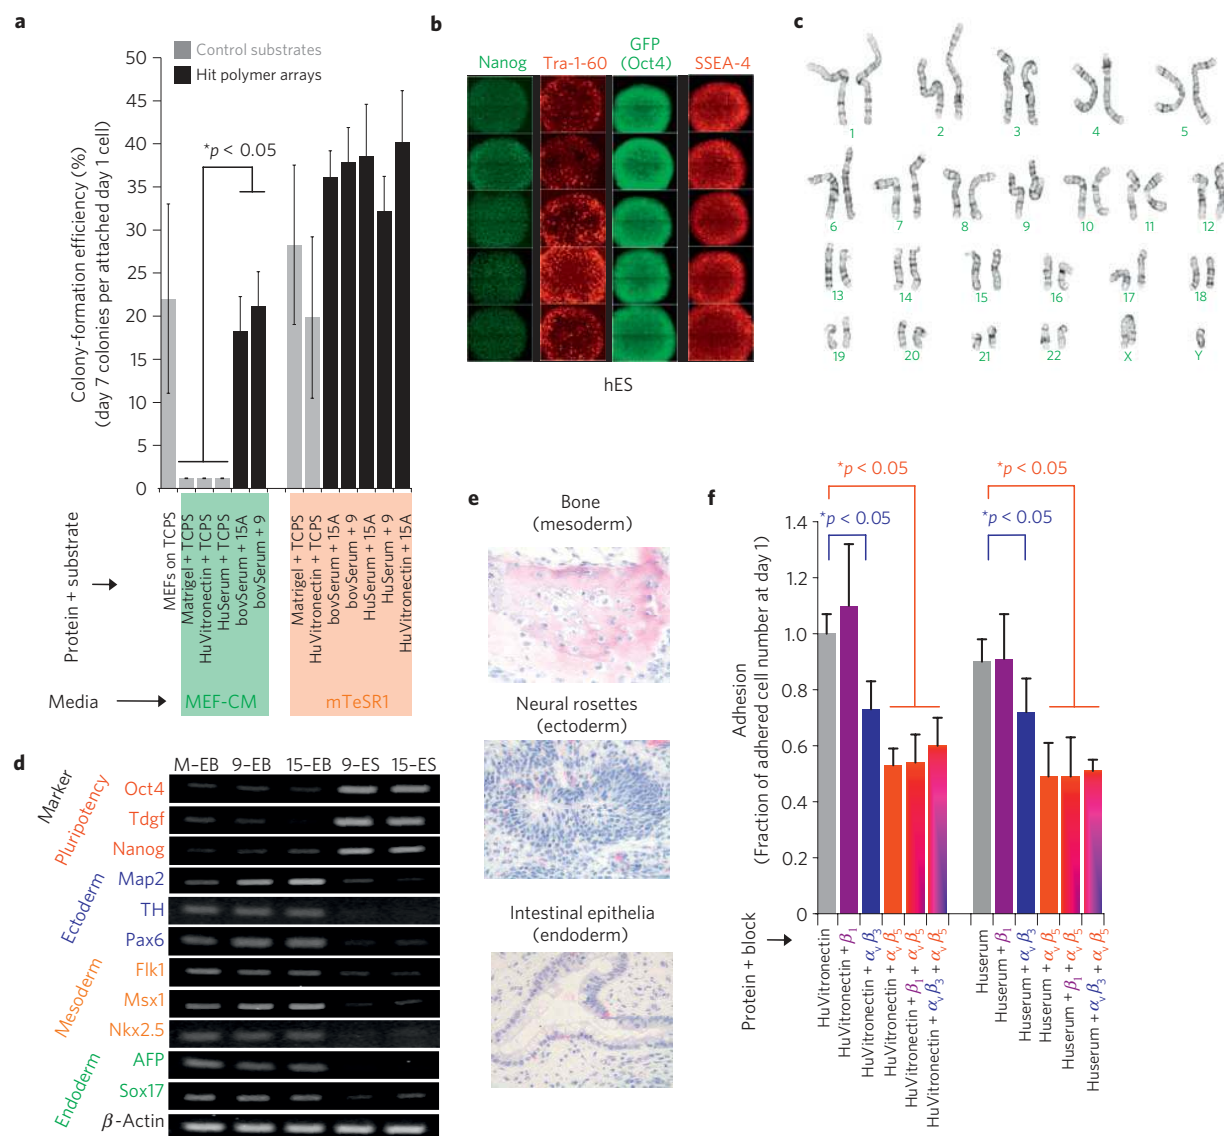 a
Control substrates
Hit polymer arrays
Colony-formation efficiency (%)
(day 7 colonies per attached day 1 cell)
50
45
40
35
30
25
20
15
10
5
0
*p < 0.05
Protein + substrate
MEFs on TCPS
Matrigel + TCPS
HuVitronectin + TCPS
HuSerum + TCPS
bovSerum + 15A
bovSerum + 9
Matrigel + TCPS
HuVitronectin + TCPS
bovSerum + 15A
bovSerum + 9
HuSerum + 15A
HuSerum + 9
HuVitronectin + 15A
Media
MEF-CM
mTeSR1
b
Nanog
Tra-1-60
GFP
(Oct4)
SSEA-4
hES
c
1
2
3
4
5
6
7
8
9
10
11
12
13
14
15
16
17
18
19
20
21
22
X
Y
d
M-EB
9-EB
15-EB
9-ES
15-ES
Marker
Pluripotency
Oct4
Tdgf
Nanog
Ectoderm
Map2
TH
Pax6
Mesoderm
Flk1
Msx1
Nkx2.5
Endoderm
AFP
Sox17
β-Actin
e
Bone
(mesoderm)
Neural rosettes
(ectoderm)
Intestinal epithelia
(endoderm)
f
*p < 0.05
*p < 0.05
*p < 0.05
*p < 0.05
Adhesion
(Fraction of adhered cell number at day 1)
1.4
1.2
1.0
0.8
0.6
0.4
0.2
0
Protein + block
HuVitronectin
HuVitronectin + β1
HuVitronectin + αvβ3
HuVitronectin + αvβ5
HuVitronectin + β1 + αvβ5
HuVitronectin + αvβ3 + αvβ5
Huserum
Huserum + β1
Huserum + αvβ3
Huserum + αvβ5
Huserum + β1 + αvβ5
Huserum + αvβ3 + αvβ5